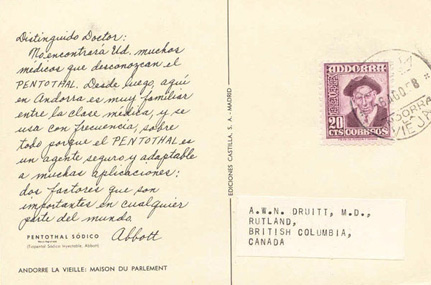 Distinguido Doctor:
No encontrará Ud. muchos
médicos que desconozcan el
PENTOTHAL. Desde luego, aquí
en Andorra es muy familiar
entre la clase médica, y se
usa con frecuencia, sobre
todo porque el PENTOTHAL es
un agente seguro y adaptable
a muchas aplicaciones:
dos factores que son
importantes en cualquier
parte del mundo.
Abbott
PENTOTHAL SÓDICO
(Tiopental Sódico Inyectable, Abbott)
ANDORRE LA VIEILLE: MAISON DU PARLEMENT
EDICIONES CASTILLA, S. A. - MADRID
ANDORRA
20
CTS CORREOS
VIEJA
A.W.N. DRUITT, M.D.,
RUTLAND,
BRITISH COLUMBIA,
CANADA